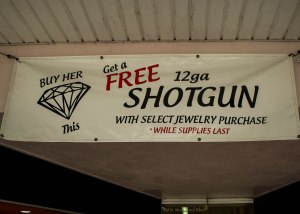 BUY HER
This
Get a
FREE 12ga
SHOTGUN
WITH SELECT JEWELRY PURCHASE
*WHILE SUPPLIES LAST